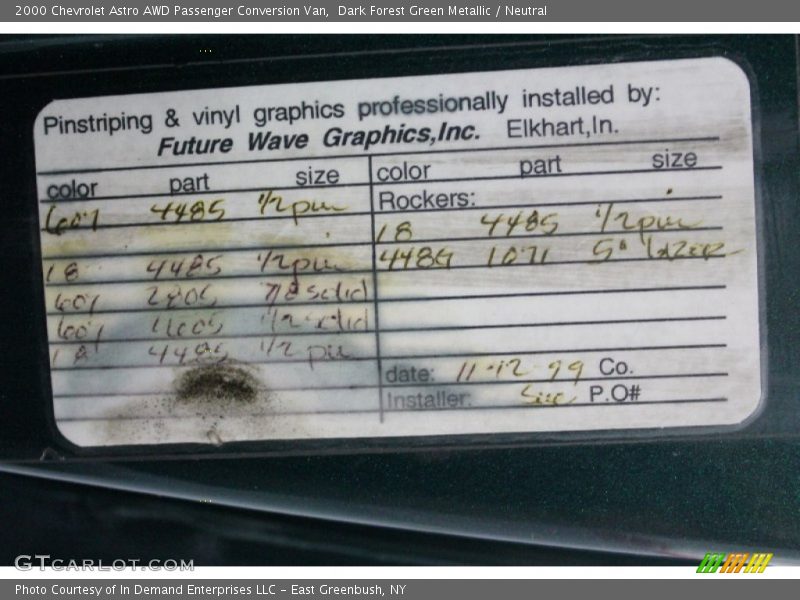 2000 Chevrolet Astro AWD Passenger Conversion Van,  Dark Forest Green Metallic / Neutral
Pinstriping & vinyl graphics professionally installed by:
Future Wave Graphics,Inc. Elkhart,In.
color part size
601 4485 1/2 pin
18 4485 1/2 pin
601 2805 7/8 solid
601 1/2 solid
18 4485 1/2 pin
color part size
Rockers:
18 4485 1/2 pin
4485 1071 5"
date: 11-12-99 Co.
Installer: P.O#
GTCARLOT.COM
Photo Courtesy of In Demand Enterprises LLC – East Greenbush, NY